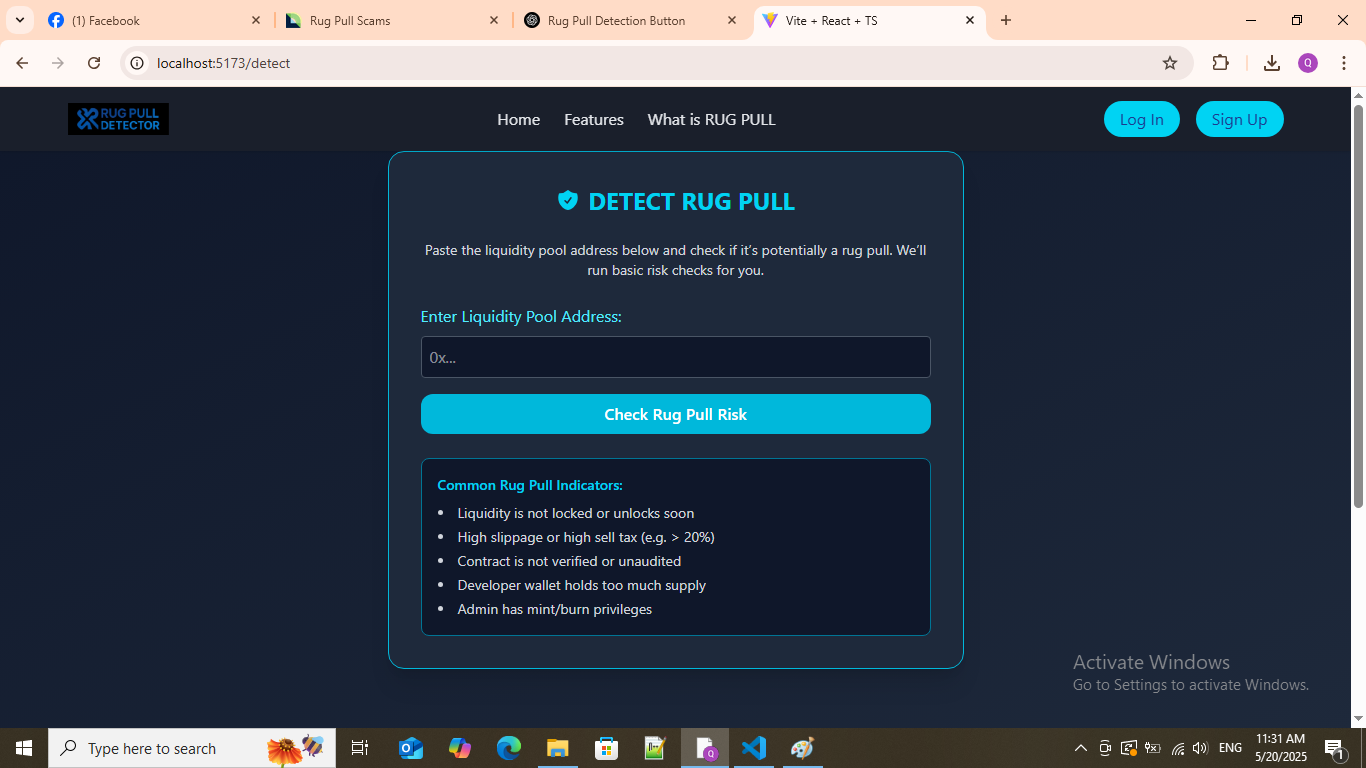 (1) Facebook
Rug Pull Scams
Rug Pull Detection Button
Vite + React + TS
localhost:5173/detect
Q
RUG PULL
DETECTOR
Home
Features
What is RUG PULL
Log In
Sign Up
DETECT RUG PULL
Paste the liquidity pool address below and check if it’s potentially a rug pull. We’ll
run basic risk checks for you.
Enter Liquidity Pool Address:
0x...
Check Rug Pull Risk
Common Rug Pull Indicators:
• Liquidity is not locked or unlocks soon
• High slippage or high sell tax (e.g. > 20%)
• Contract is not verified or unaudited
• Developer wallet holds too much supply
• Admin has mint/burn privileges
Activate Windows
Go to Settings to activate Windows.
Type here to search
Q
ENG
11:31 AM
5/20/2025
1